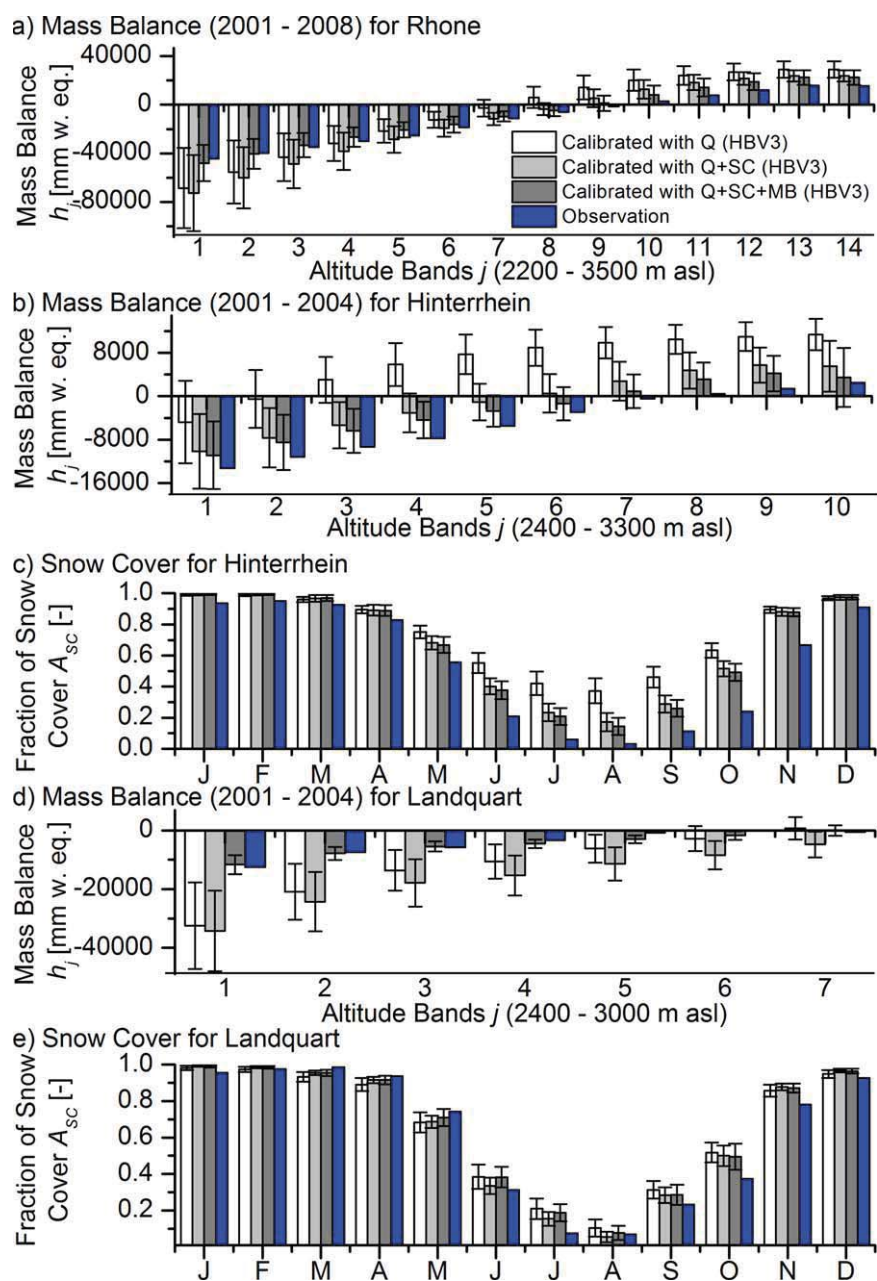 a) Mass Balance (2001 - 2008) for Rhone
Mass Balance
h_j [mm w. eq.]
40000
0
-40000
-80000
Calibrated with Q (HBV3)
Calibrated with Q+SC (HBV3)
Calibrated with Q+SC+MB (HBV3)
Observation
1 2 3 4 5 6 7 8 9 10 11 12 13 14
Altitude Bands j (2200 - 3500 m asl)
b) Mass Balance (2001 - 2004) for Hinterrhein
Mass Balance
h_j [mm w. eq.]
8000
0
-8000
-16000
1 2 3 4 5 6 7 8 9 10
Altitude Bands j (2400 - 3300 m asl)
c) Snow Cover for Hinterrhein
Fraction of Snow
Cover A_SC [-]
1.0
0.8
0.6
0.4
0.2
0.0
J F M A M J J A S O N D
d) Mass Balance (2001 - 2004) for Landquart
Mass Balance
h_j [mm w. eq.]
0
-20000
-40000
1 2 3 4 5 6 7
Altitude Bands j (2400 - 3000 m asl)
e) Snow Cover for Landquart
Fraction of Snow
Cover A_SC [-]
1.0
0.8
0.6
0.4
0.2
J F M A M J J A S O N D